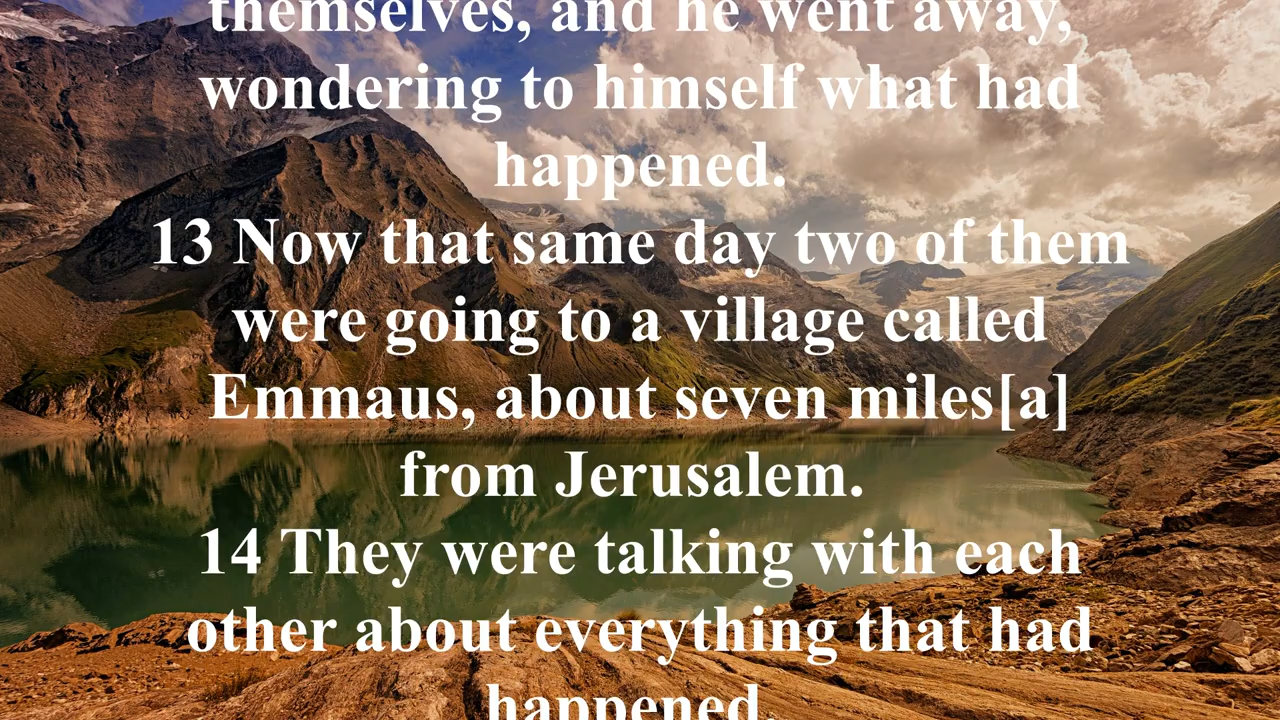 themselves, and he went away,
wondering to himself what had
happened.
13 Now that same day two of them
were going to a village called
Emmaus, about seven miles[a]
from Jerusalem.
14 They were talking with each
other about everything that had
happened.